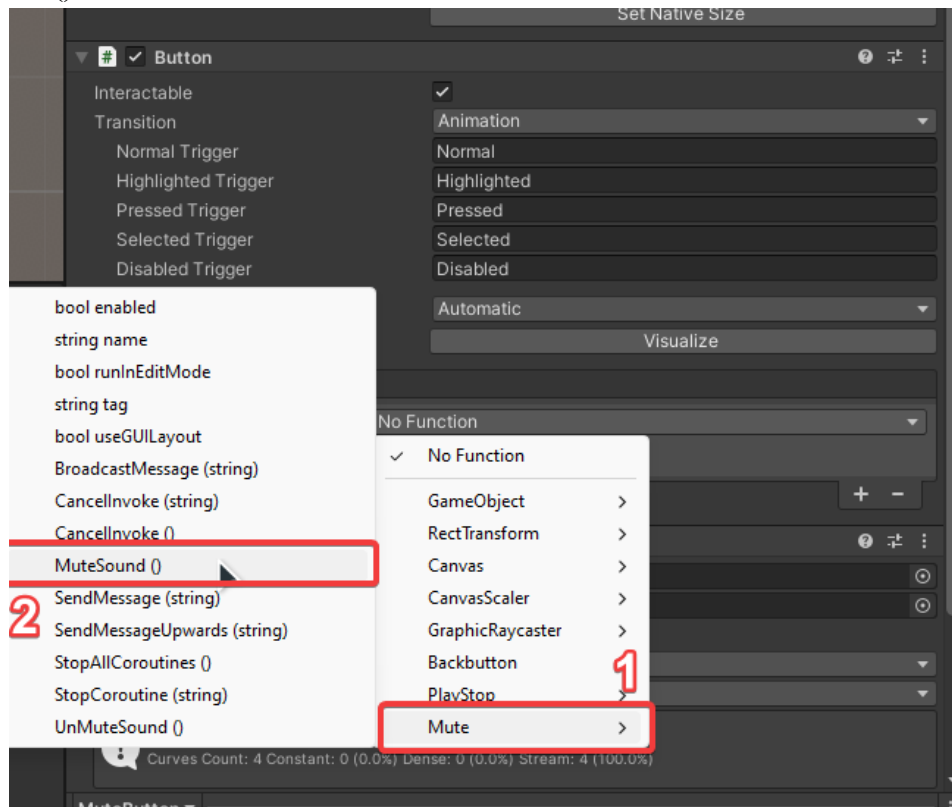 Set Native Size
# Button
Interactable
Transition Animation
Normal Trigger Normal
Highlighted Trigger Highlighted
Pressed Trigger Pressed
Selected Trigger Selected
Disabled Trigger Disabled
Automatic
Visualize
No Function
bool enabled
string name
bool runInEditMode
string tag
bool useGUILayout
BroadcastMessage (string)
CancelInvoke (string)
CancelInvoke ()
MuteSound ()
2
SendMessage (string)
SendMessageUpwards (string)
StopAllCoroutines ()
StopCoroutine (string)
UnMuteSound ()
No Function
GameObject
RectTransform
Canvas
CanvasScaler
GraphicRaycaster
Backbutton
1
PlayStop
Mute
Curves Count: 4 Constant: 0 (0.0%) Dense: 0 (0.0%) Stream: 4 (100.0%)
MuteButton